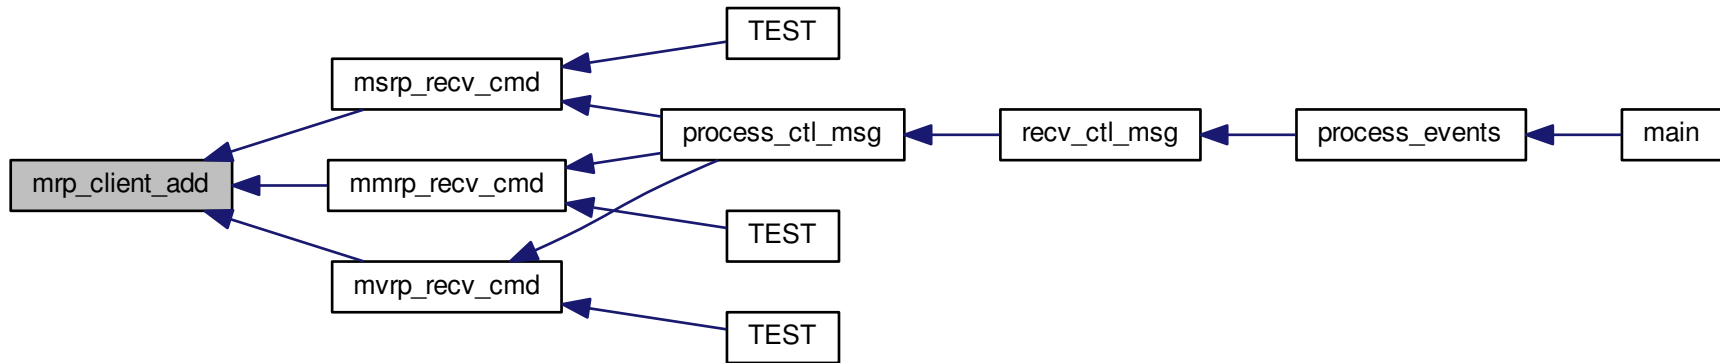 TEST
msrp_recv_cmd
process_ctl_msg
recv_ctl_msg
process_events
main
mrp_client_add
mmrp_recv_cmd
TEST
mvrp_recv_cmd
TEST